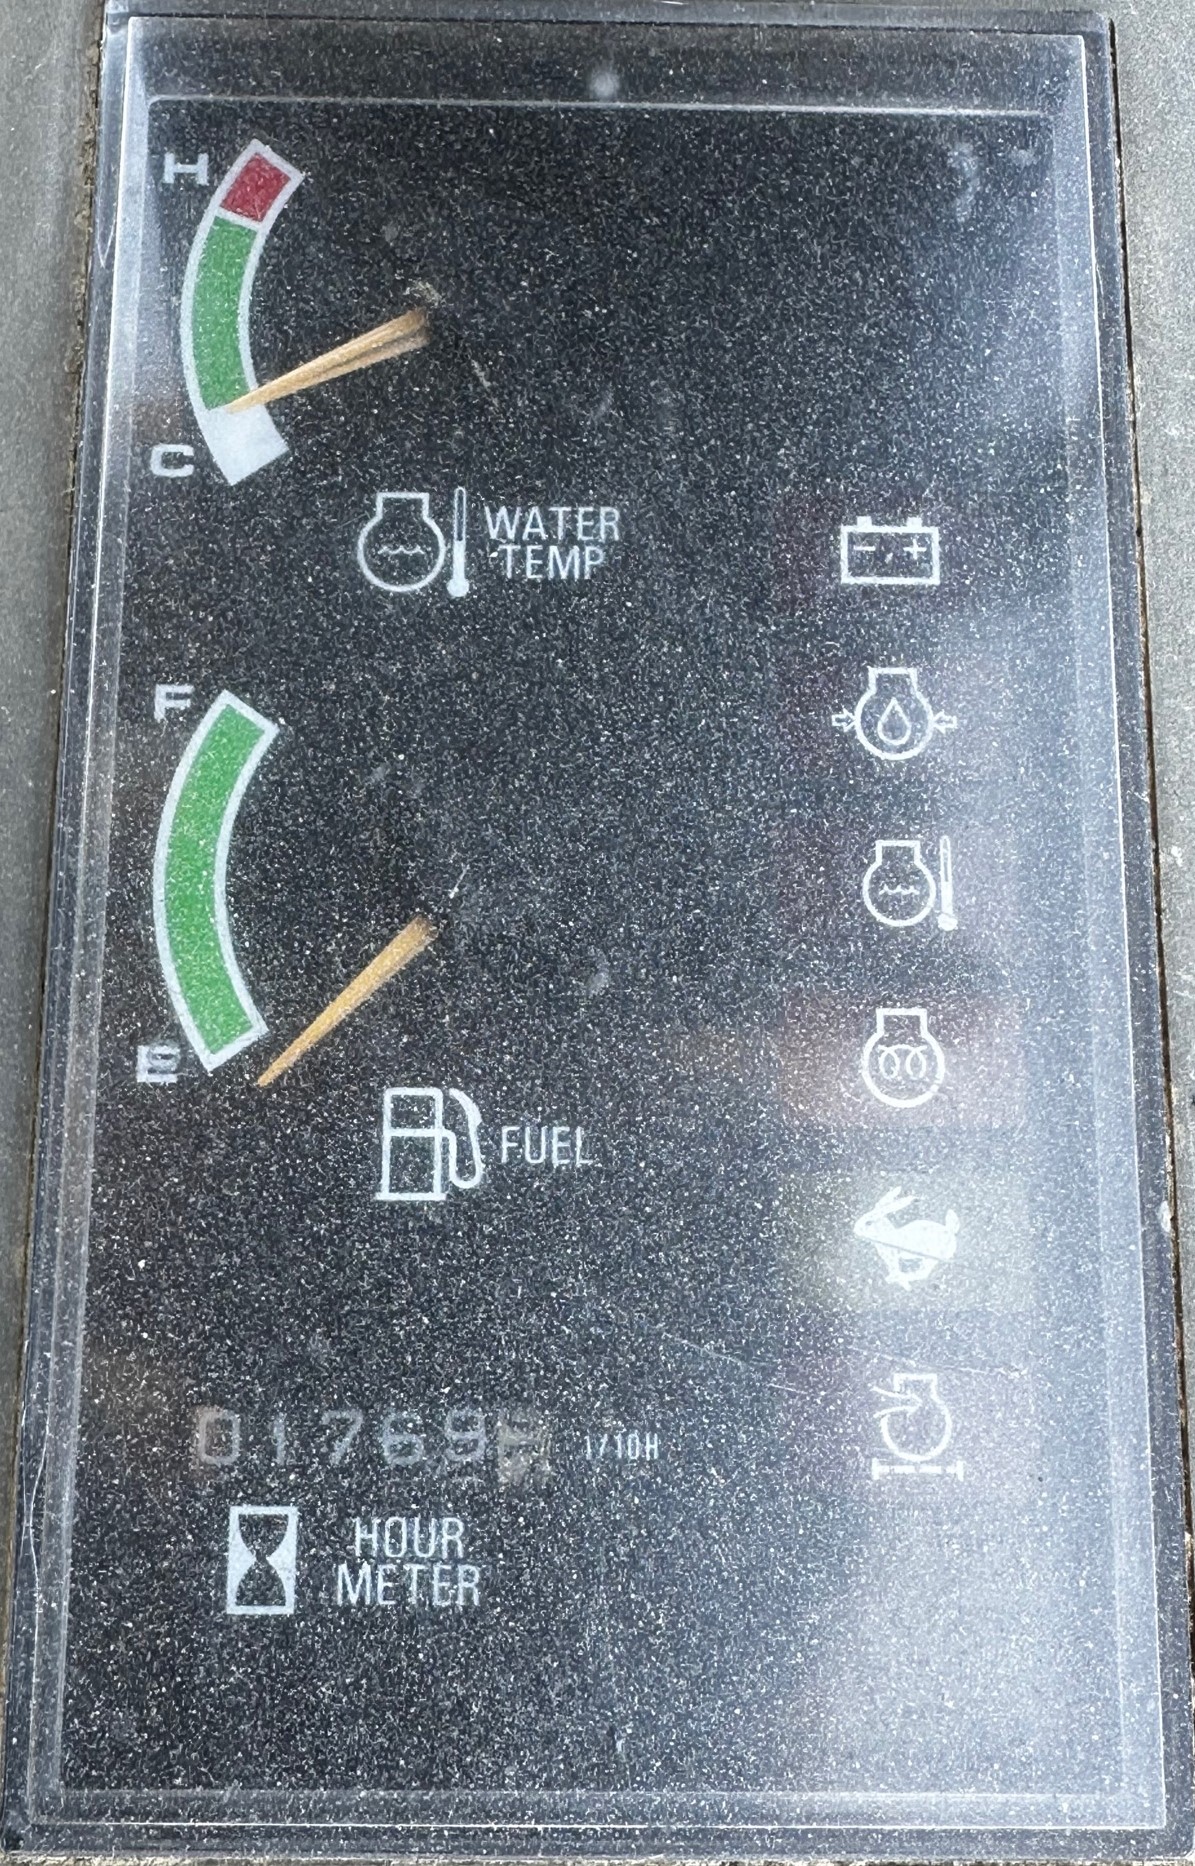 H
C
WATER
TEMP
- +
F
E
FUEL
01769
1/10H
HOUR
METER